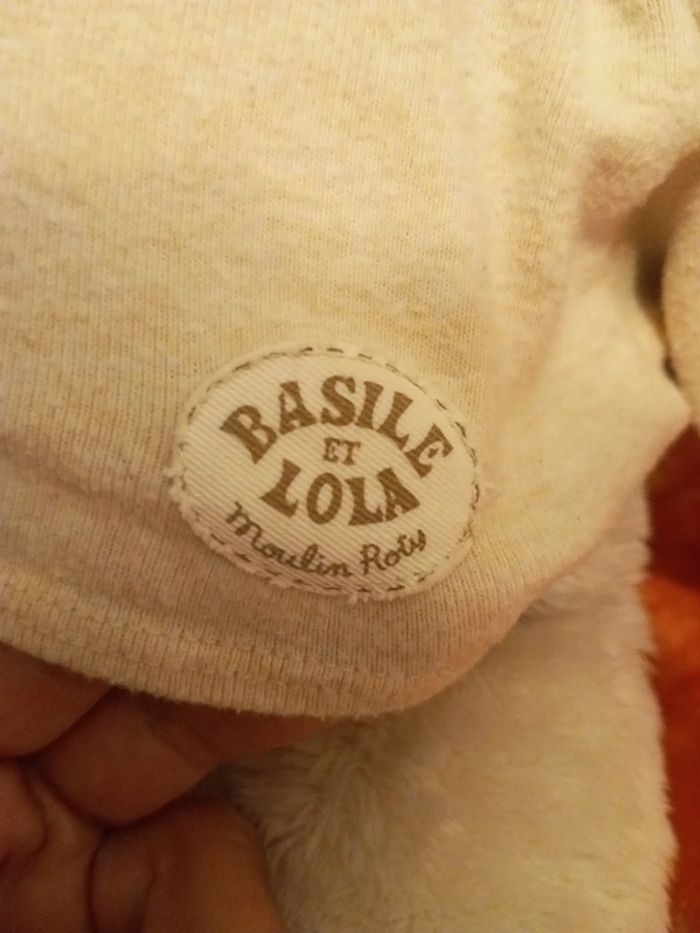 BASILE
ET
LOLA
Moulin Roty